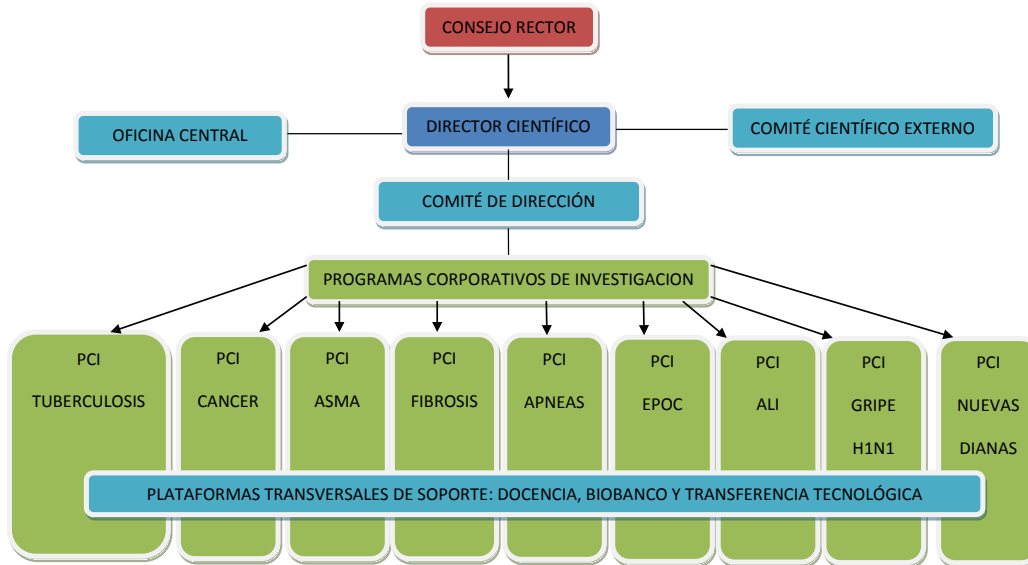 CONSEJO RECTOR
OFICINA CENTRAL
DIRECTOR CIENTÍFICO
COMITÉ CIENTÍFICO EXTERNO
COMITÉ DE DIRECCIÓN
PROGRAMAS CORPORATIVOS DE INVESTIGACION
PCI
TUBERCULOSIS
PCI
CANCER
PCI
ASMA
PCI
FIBROSIS
PCI
APNEAS
PCI
EPOC
PCI
ALI
PCI
GRIPE
H1N1
PCI
NUEVAS
DIANAS
PLATAFORMAS TRANSVERSALES DE SOPORTE: DOCENCIA, BIOBANCO Y TRANSFERENCIA TECNOLÓGICA